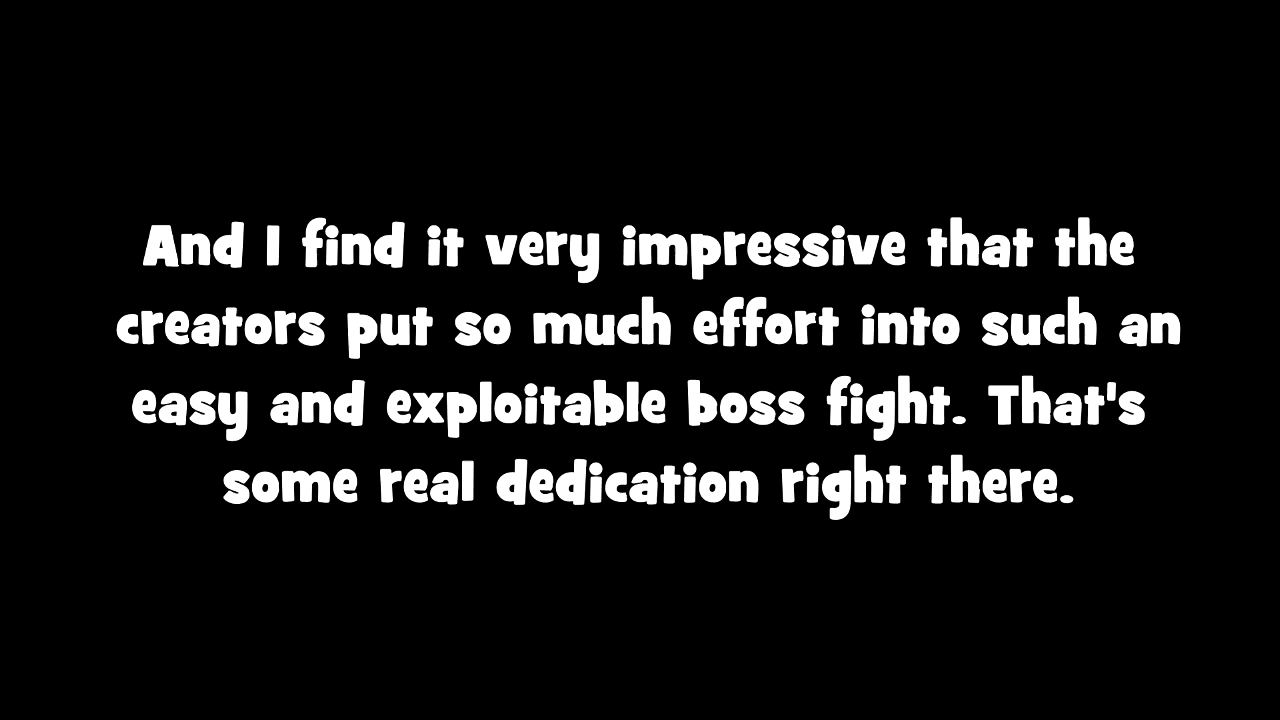 And I find it very impressive that the
creators put so much effort into such an
easy and exploitable boss fight. That's
some real dedication right there.